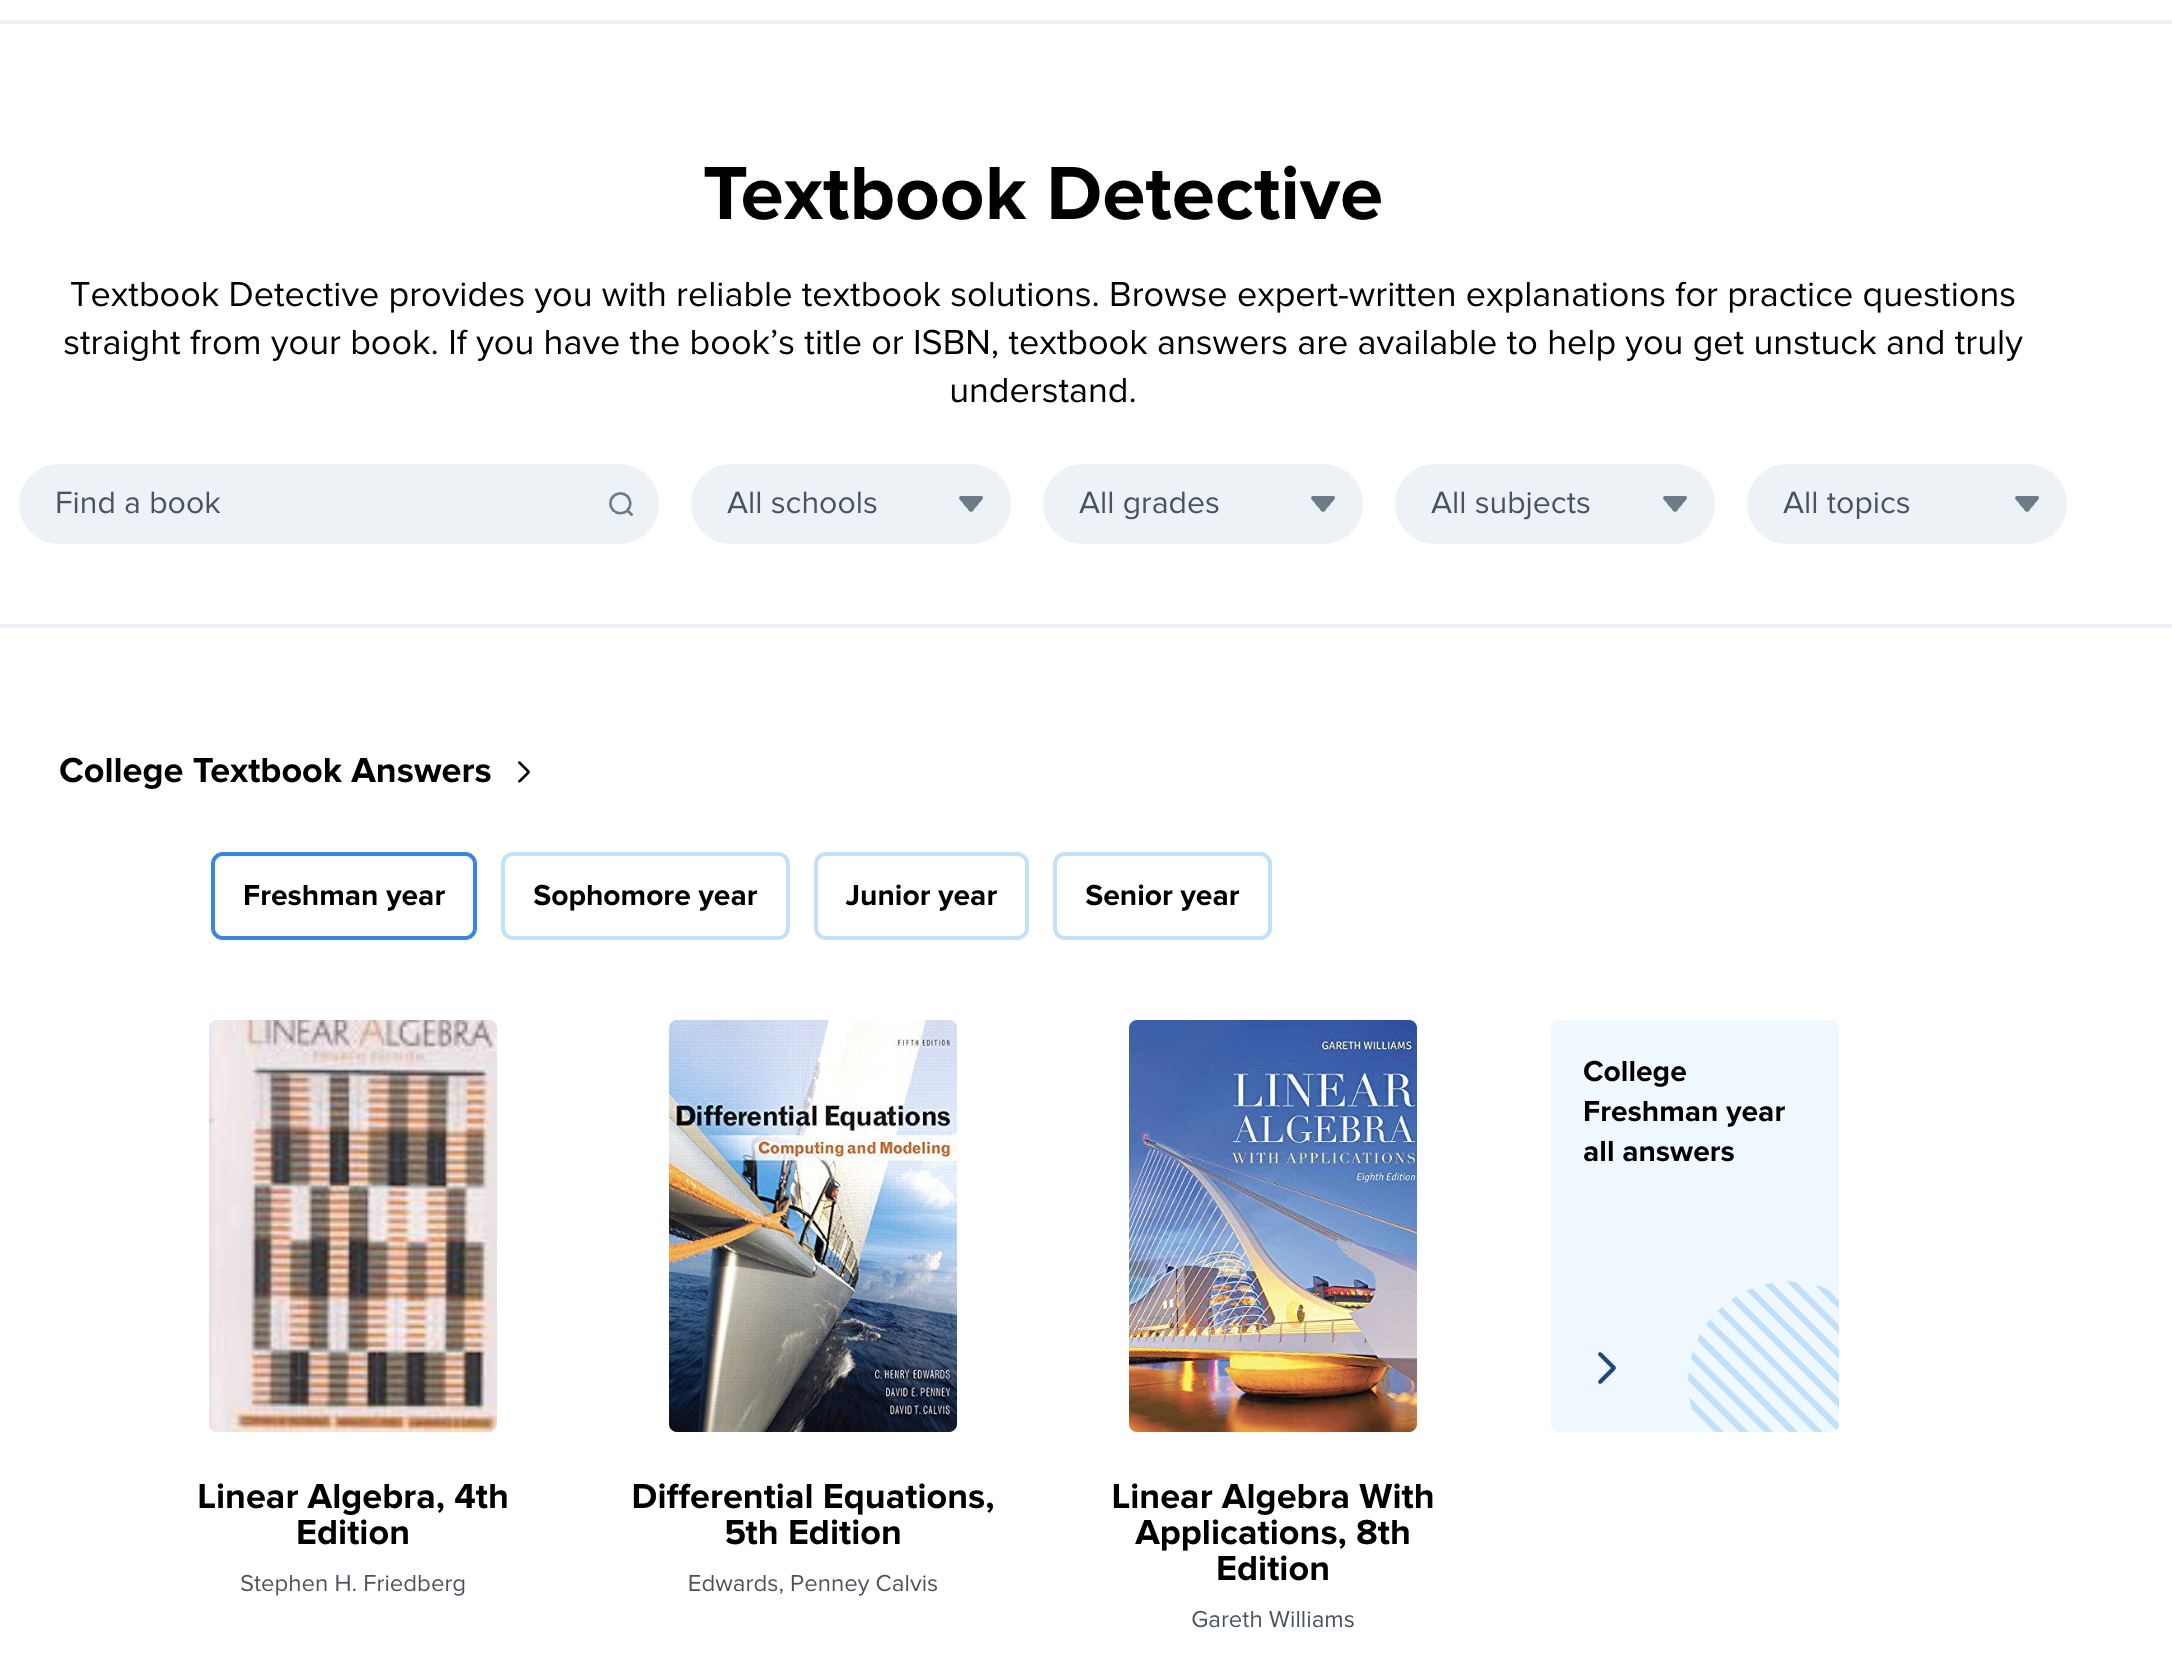 Textbook Detective
Textbook Detective provides you with reliable textbook solutions. Browse expert-written explanations for practice questions
straight from your book. If you have the book’s title or ISBN, textbook answers are available to help you get unstuck and truly
understand.
Find a book
All schools
All grades
All subjects
All topics
College Textbook Answers
Freshman year
Sophomore year
Junior year
Senior year
LINEAR ALGEBRA
FOURTH EDITION
FIFTH EDITION
Differential Equations
Computing and Modeling
C. HENRY EDWARDS
DAVID E. PENNEY
DAVID T. CALVIS
GARETH WILLIAMS
LINEAR
ALGEBRA
WITH APPLICATIONS
Eighth Edition
College
Freshman year
all answers
Linear Algebra, 4th
Edition
Stephen H. Friedberg
Differential Equations,
5th Edition
Edwards, Penney Calvis
Linear Algebra With
Applications, 8th
Edition
Gareth Williams